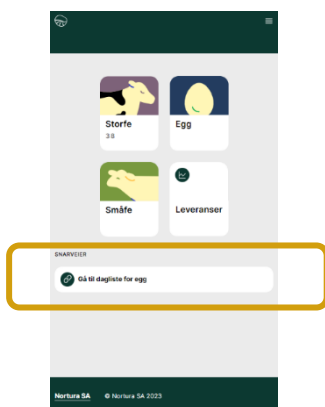 Storfe
38
Egg
Småfe
Leveranser
SNARVEIER
Gå til dagliste for egg
Nortura SA © Nortura SA 2023